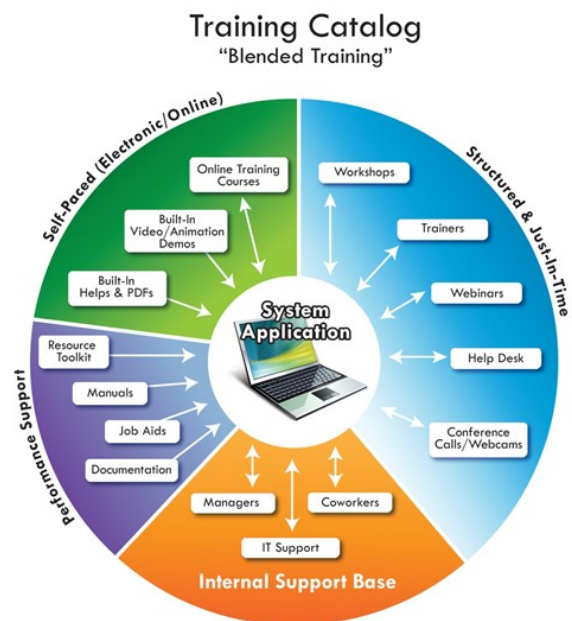 Training Catalog
“Blended Training”
Self-Paced (Electronic/Online)
Online Training
Courses
Built-In
Video/Animation
Demos
Built-In
Helps & PDFs
Structured & Just-In-Time
Workshops
Trainers
Webinars
Help Desk
Conference
Calls/Webcams
System
Application
Performance Support
Resource
Toolkit
Manuals
Job Aids
Documentation
Managers
Coworkers
IT Support
Internal Support Base